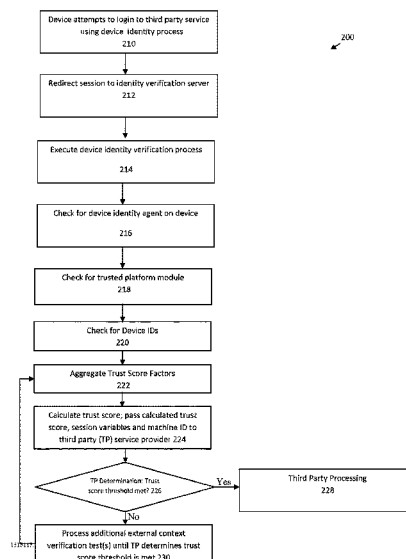 Device attempts to login to third party service
using device identity process
210
200
Redirect session to identity verification server
212
Execute device identity verification process
214
Check for device identity agent on device
216
Check for trusted platform module
218
Check for Device IDs
220
Aggregate Trust Score Factors
222
Calculate trust score; pass calculated trust
score, session variables and machine ID to
third party (TP) service provider 224
TP Determination: Trust
score threshold met? 226
Yes
Third Party Processing
228
No
Process additional external context
verification test(s) until TP determines trust
score threshold is met 230